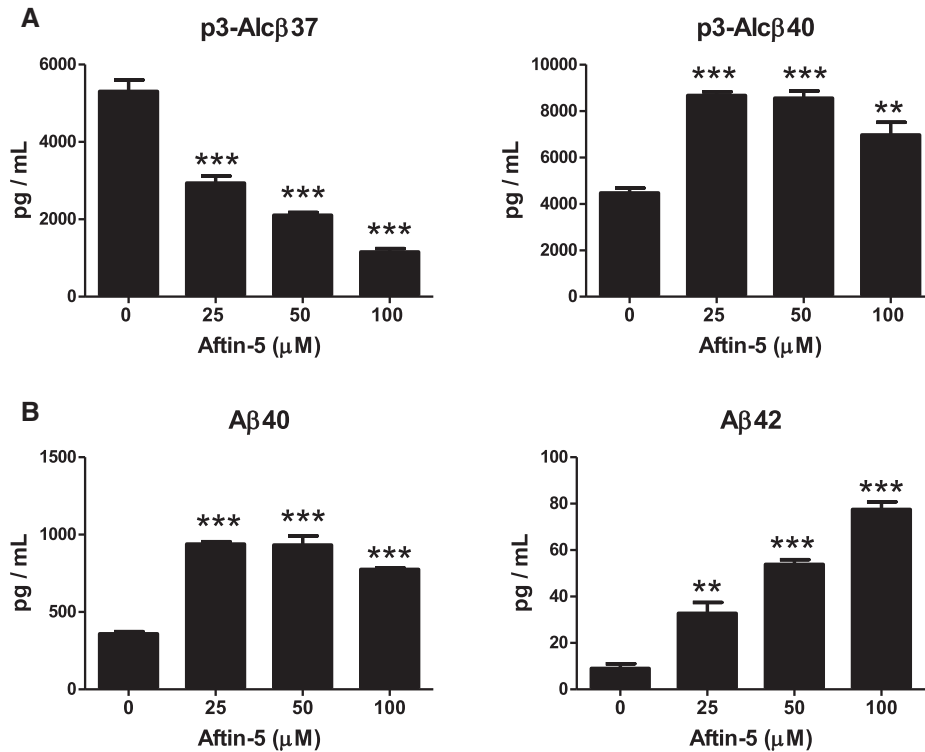 A
p3-Alcβ37
pg / mL
6000
4000
2000
0
***
***
***
0 25 50 100
Aftin-5 (μM)
p3-Alcβ40
pg / mL
10000
8000
6000
4000
2000
0
***
***
**
0 25 50 100
Aftin-5 (μM)
B
Aβ40
pg / mL
1500
1000
500
0
***
***
***
0 25 50 100
Aftin-5 (μM)
Aβ42
pg / mL
100
80
60
40
20
0
**
***
***
0 25 50 100
Aftin-5 (μM)